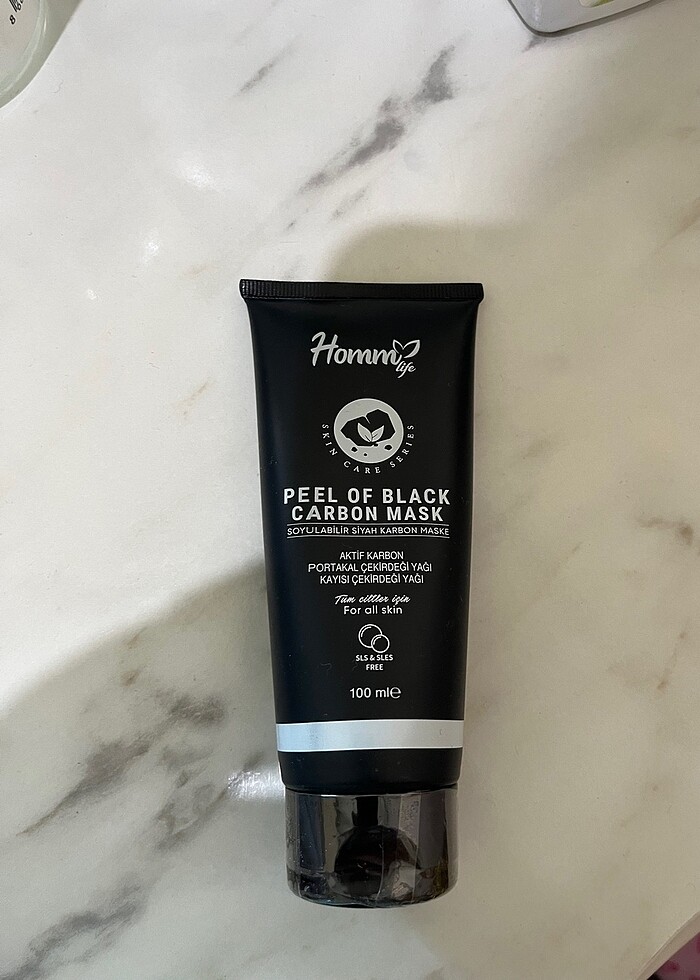 Homm
life
SKIN CARE SERIES
PEEL OF BLACK
CARBON MASK
SOYULABİLİR SİYAH KARBON MASKE
AKTİF KARBON
PORTAKAL ÇEKİRDEĞİ YAĞI
KAYISI ÇEKİRDEĞİ YAĞI
Tüm ciltler için
For all skin
SLS & SLES
FREE
100 ml℮